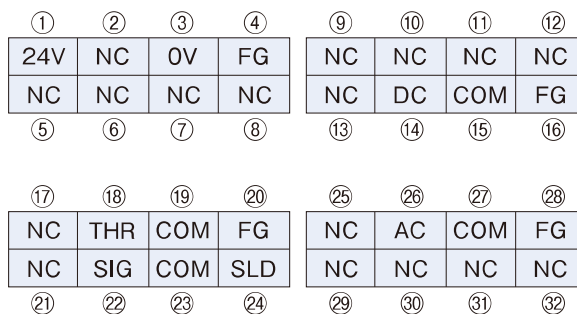 ① ② ③ ④
24V NC 0V FG
NC NC NC NC
⑤ ⑥ ⑦ ⑧
⑨ ⑩ ⑪ ⑫
NC NC NC NC
NC DC COM FG
⑬ ⑭ ⑮ ⑯
⑰ ⑱ ⑲ ⑳
NC THR COM FG
NC SIG COM SLD
㉑ ㉒ ㉓ ㉔
㉕ ㉖ ㉗ ㉘
NC AC COM FG
NC NC NC NC
㉙ ㉚ ㉛ ㉜